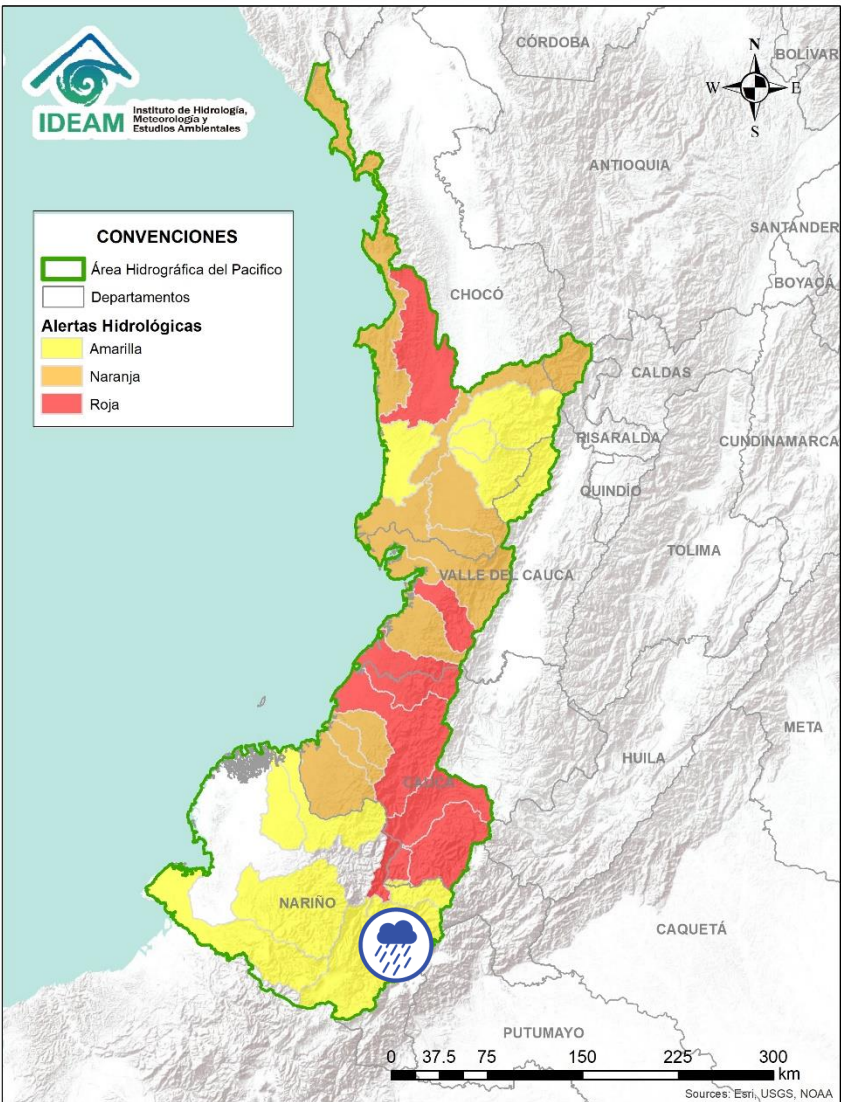 IDEAM
Instituto de Hidrología,
Meteorología y
Estudios Ambientales
N
W
E
S
CÓRDOBA
BOLÍVAR
ANTIOQUIA
SANTANDER
BOYACÁ
CHOCÓ
CALDAS
RISARALDA
CUNDINAMARCA
QUINDÍO
TOLIMA
VALLE DEL CAUCA
META
HUILA
CAUCA
NARIÑO
CAQUETÁ
PUTUMAYO
CONVENCIONES
Área Hidrográfica del Pacifico
Departamentos
Alertas Hidrológicas
Amarilla
Naranja
Roja
0 37.5 75 150 225 300
km
Sources: Esri, USGS, NOAA